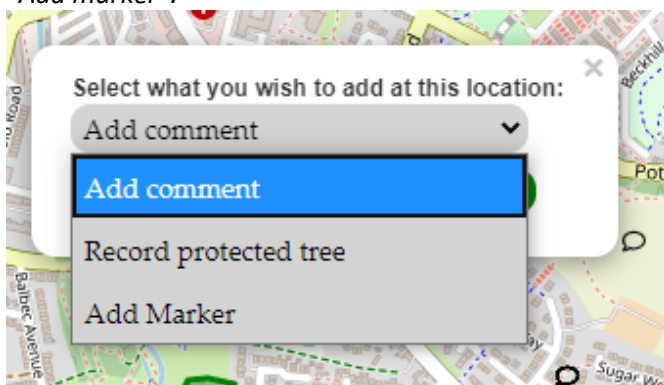 "Add marker".
Select what you wish to add at this location:
Add comment
Add comment
Record protected tree
Add Marker
Balbec Avenue
Beckhill
Pot
Sugar W